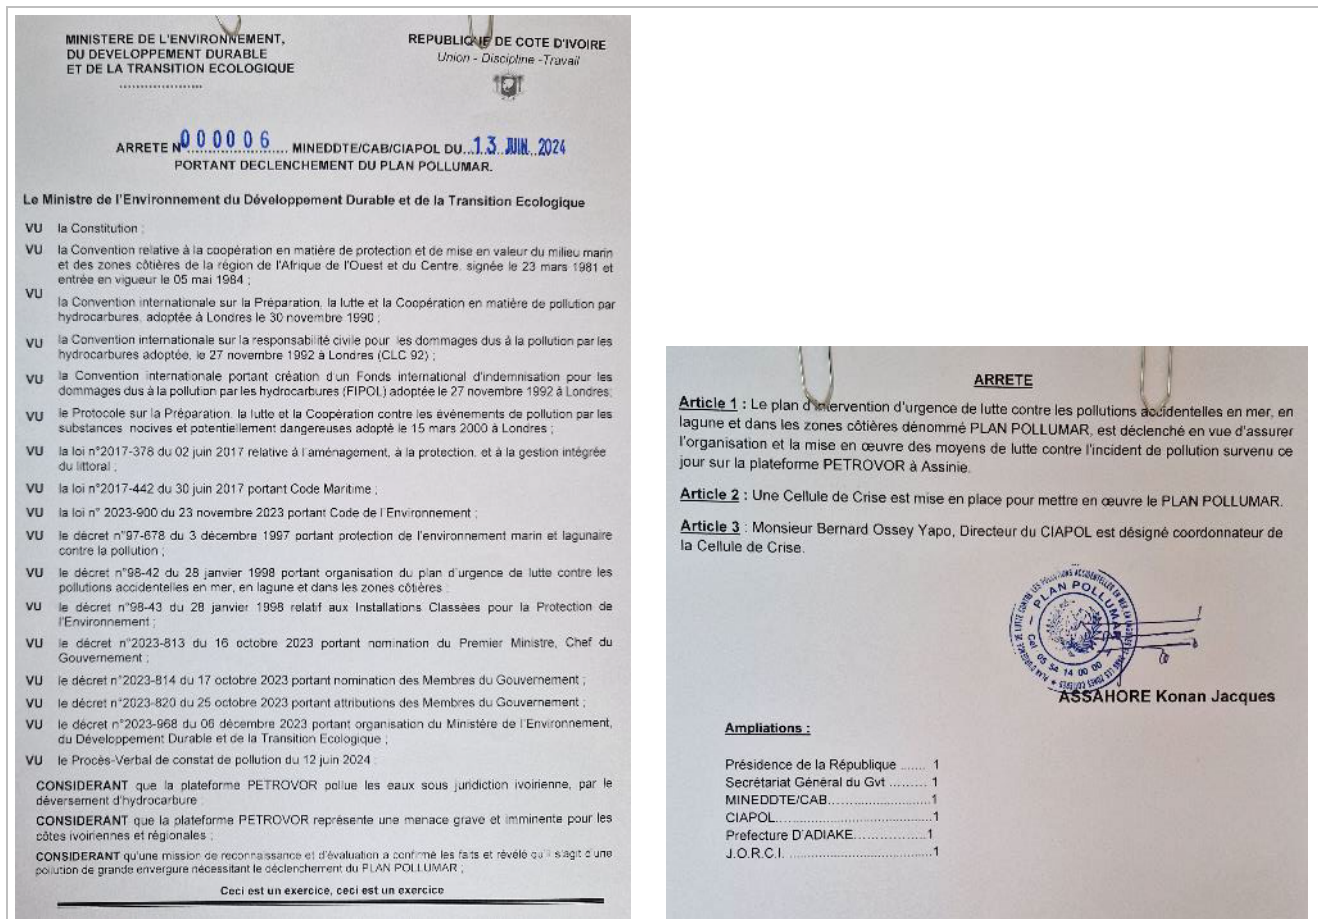 MINISTERE DE L'ENVIRONNEMENT,
DU DEVELOPPEMENT DURABLE
ET DE LA TRANSITION ECOLOGIQUE
....................
REPUBLIQUE DE COTE D'IVOIRE
Union - Discipline -Travail
ARRETE N° 000006 MINEDDTE/CAB/CIAPOL DU 13 JUIN 2024
PORTANT DECLENCHEMENT DU PLAN POLLUMAR.
Le Ministre de l'Environnement du Développement Durable et de la Transition Ecologique
VU la Constitution ;
VU la Convention relative à la coopération en matière de protection et de mise en valeur du milieu marin
et des zones côtières de la région de l'Afrique de l'Ouest et du Centre, signée le 23 mars 1981 et
entrée en vigueur le 05 mai 1984 ;
VU la Convention internationale sur la Préparation, la lutte et la Coopération en matière de pollution par
hydrocarbures, adoptée à Londres le 30 novembre 1990 ;
VU la Convention internationale sur la responsabilité civile pour les dommages dus à la pollution par les
hydrocarbures adoptée, le 27 novembre 1992 à Londres (CLC 92) ;
VU la Convention internationale portant création d'un Fonds international d'indemnisation pour les
dommages dus à la pollution par les hydrocarbures (FIPOL) adoptée le 27 novembre 1992 à Londres;
VU le Protocole sur la Préparation, la lutte et la Coopération contre les évènements de pollution par les
substances nocives et potentiellement dangereuses adopté le 15 mars 2000 à Londres ;
VU la loi n°2017-378 du 02 juin 2017 relative à l'aménagement, à la protection, et à la gestion intégrée
du littoral ;
VU la loi n°2017-442 du 30 juin 2017 portant Code Maritime ;
VU la loi n° 2023-900 du 23 novembre 2023 portant Code de l'Environnement ;
VU le décret n°97-678 du 3 décembre 1997 portant protection de l'environnement marin et lagunaire
contre la pollution ;
VU le décret n°98-42 du 28 janvier 1998 portant organisation du plan d'urgence de lutte contre les
pollutions accidentelles en mer, en lagune et dans les zones côtières
VU le décret n°98-43 du 28 janvier 1998 relatif aux Installations Classées pour la Protection de
l'Environnement ;
VU le décret n°2023-813 du 16 octobre 2023 portant nomination du Premier Ministre, Chef du
Gouvernement ;
VU le décret n°2023-814 du 17 octobre 2023 portant nomination des Membres du Gouvernement ;
VU le décret n°2023-820 du 25 octobre 2023 portant attributions des Membres du Gouvernement ;
VU le décret n°2023-968 du 06 décembre 2023 portant organisation du Ministère de l'Environnement,
du Développement Durable et de la Transition Ecologique ;
VU le Procès-Verbal de constat de pollution du 12 juin 2024
CONSIDERANT que la plateforme PETROVOR pollue les eaux sous juridiction ivoirienne, par le
déversement d'hydrocarbure
CONSIDERANT que la plateforme PETROVOR représente une menace grave et imminente pour les
côtes ivoiriennes et régionales ;
CONSIDERANT qu'une mission de reconnaissance et d'évaluation a confirmé les faits et révélé qu'il s'agit d'une
pollution de grande envergure nécessitant le déclenchement du PLAN POLLUMAR ;
Ceci est un exercice, ceci est un exercice
ARRETE
Article 1 : Le plan d'intervention d'urgence de lutte contre les pollutions accidentelles en mer, en
lagune et dans les zones côtières dénommé PLAN POLLUMAR, est déclenché en vue d'assurer
l'organisation et la mise en œuvre des moyens de lutte contre l'incident de pollution survenu ce
jour sur la plateforme PETROVOR à Assinie.
Article 2 : Une Cellule de Crise est mise en place pour mettre en œuvre le PLAN POLLUMAR.
Article 3 : Monsieur Bernard Ossey Yapo, Directeur du CIAPOL est désigné coordonnateur de
la Cellule de Crise.
PLAN D'URGENCE DE LUTTE CONTRE LES POLLUTIONS ACCIDENTELLES EN MER, EN LAGUNE ET DANS LES ZONES COTIERES
PLAN POLLUMAR
Cel 05 54 14 00 00
ASSAHORE Konan Jacques
Ampliations :
Présidence de la République ...... 1
Secrétariat Général du Gvt ......... 1
MINEDDTE/CAB........................1
CIAPOL.....................................1
Prefecture D'ADIAKE.................1
J.O.R.C.I. .................................1